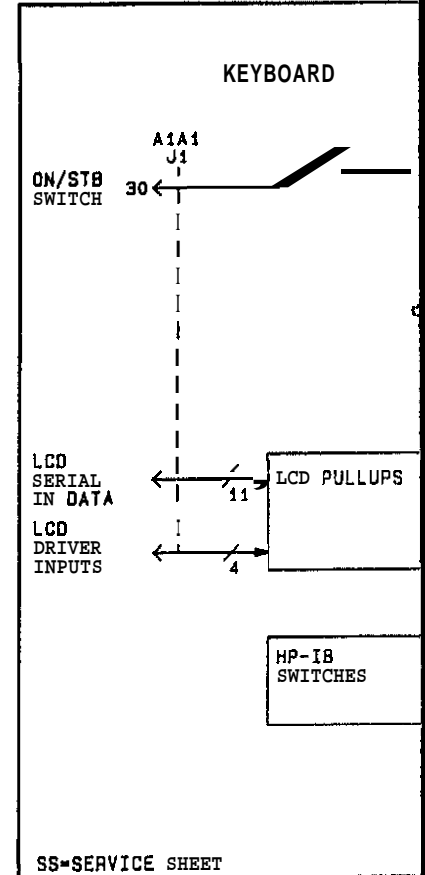 KEYBOARD
A1A1
J1
ON/STB
SWITCH
30
LCD
SERIAL
IN DATA
11
LCD PULLUPS
LCD
DRIVER
INPUTS
4
HP-IB
SWITCHES
SS=SERVICE SHEET